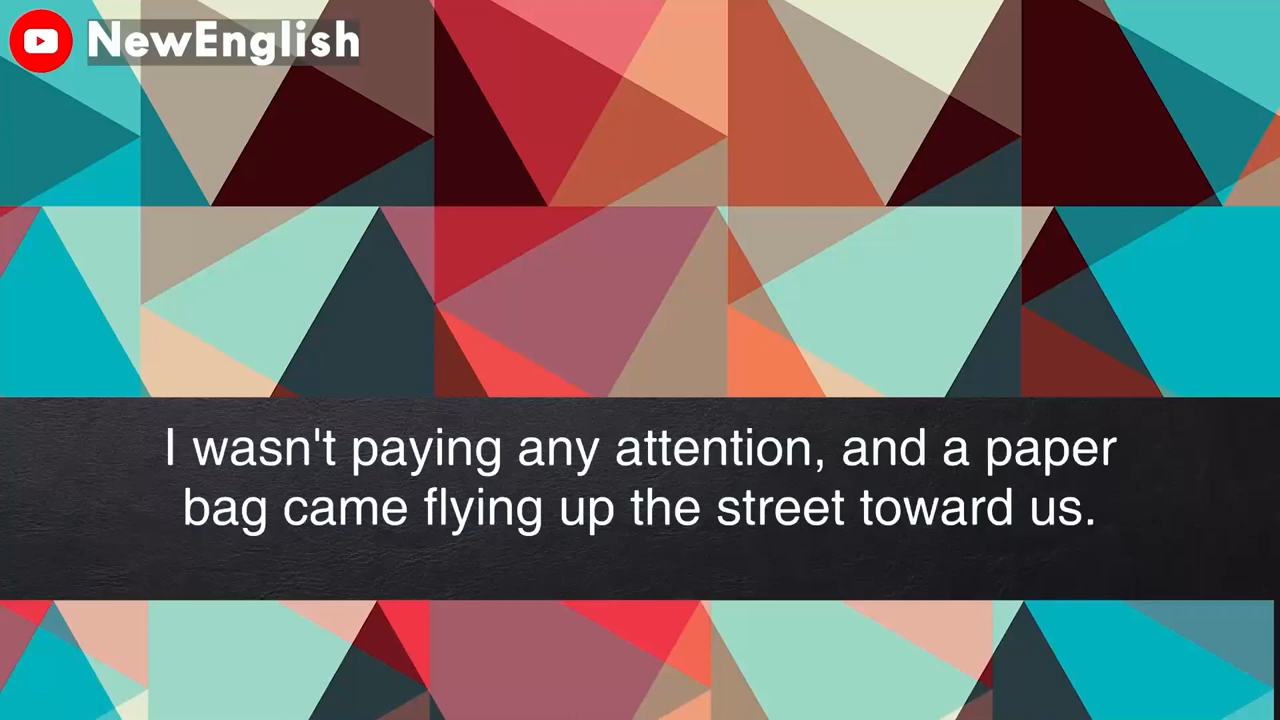 NewEnglish
I wasn't paying any attention, and a paper
bag came flying up the street toward us.